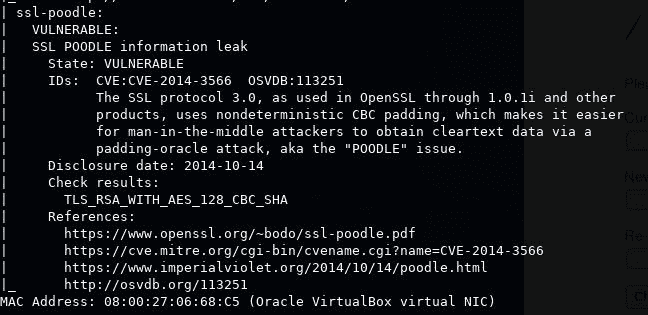 | ssl-poodle:
|   VULNERABLE:
|   SSL POODLE information leak
|     State: VULNERABLE
|     IDs:  CVE:CVE-2014-3566  OSVDB:113251
|           The SSL protocol 3.0, as used in OpenSSL through 1.0.1i and other
|           products, uses nondeterministic CBC padding, which makes it easier
|           for man-in-the-middle attackers to obtain cleartext data via a
|           padding-oracle attack, aka the "POODLE" issue.
|     Disclosure date: 2014-10-14
|     Check results:
|       TLS_RSA_WITH_AES_128_CBC_SHA
|     References:
|       https://www.openssl.org/~bodo/ssl-poodle.pdf
|       https://cve.mitre.org/cgi-bin/cvename.cgi?name=CVE-2014-3566
|       https://www.imperialviolet.org/2014/10/14/poodle.html
|_      http://osvdb.org/113251
MAC Address: 08:00:27:06:68:C5 (Oracle VirtualBox virtual NIC)